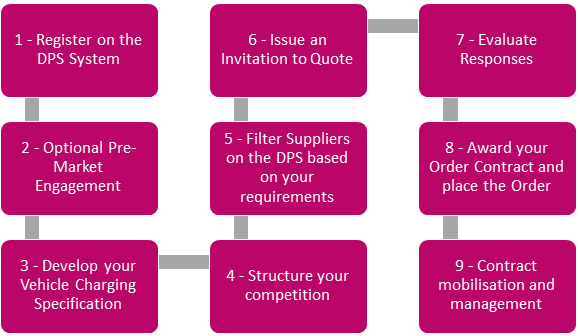 1 - Register on the
DPS System
2 - Optional Pre-
Market
Engagement
3 - Develop your
Vehicle Charging
Specification
4 - Structure your
competition
5 - Filter Suppliers
on the DPS based
on your
requirements
6 - Issue an
Invitation to Quote
7 - Evaluate
Responses
8 - Award your
Order Contract and
place the Order
9 - Contract
mobilisation and
management